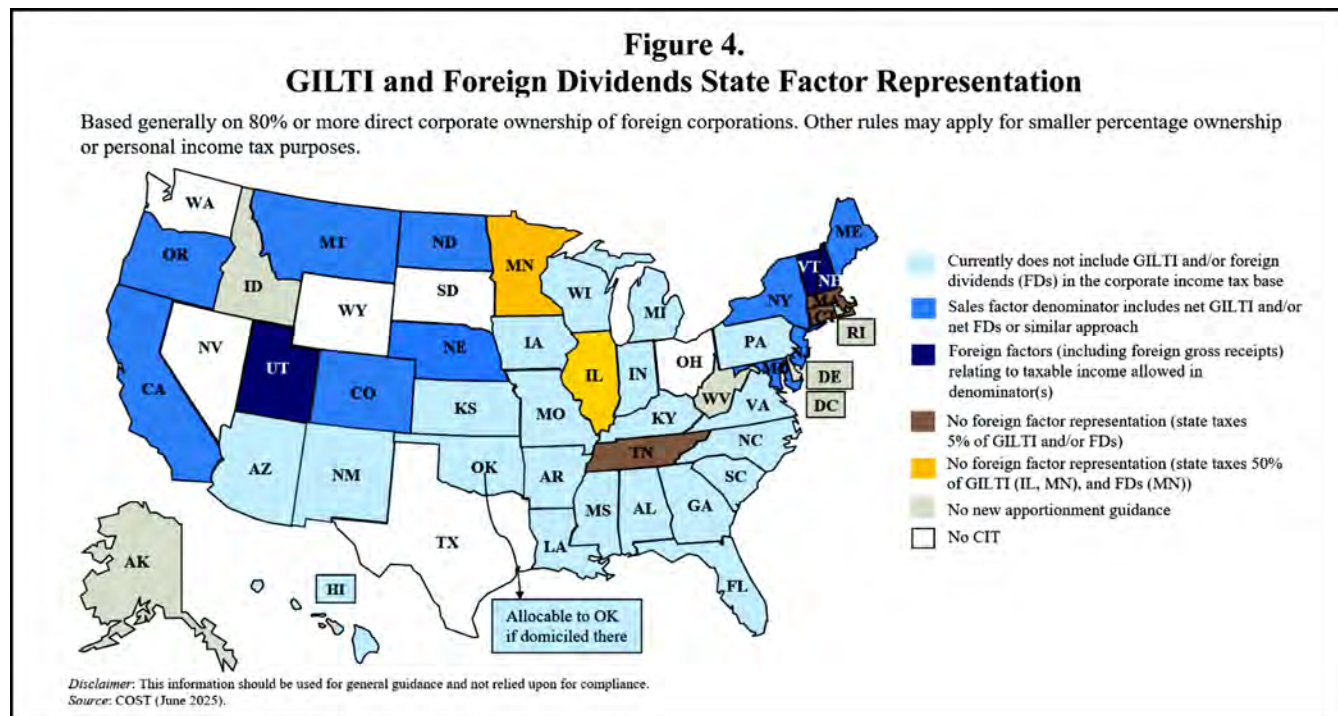 Figure 4.
GILTI and Foreign Dividends State Factor Representation
Based generally on 80% or more direct corporate ownership of foreign corporations. Other rules may apply for smaller percentage ownership
or personal income tax purposes.
WA
OR
CA
ID
NV
MT
WY
UT
AZ
CO
NM
ND
SD
NE
KS
OK
TX
MN
IA
MO
AR
LA
WI
IL
MI
IN
OH
KY
TN
MS
AL
GA
FL
SC
NC
VA
WV
PA
NY
VT
NH
ME
MA
CT
RI
NJ
MD
DE
DC
AK
HI
Allocable to OK
if domiciled there
Currently does not include GILTI and/or foreign
dividends (FDs) in the corporate income tax base
Sales factor denominator includes net GILTI and/or
net FDs or similar approach
Foreign factors (including foreign gross receipts)
relating to taxable income allowed in
denominator(s)
No foreign factor representation (state taxes
5% of GILTI and/or FDs)
No foreign factor representation (state taxes 50%
of GILTI (IL, MN), and FDs (MN))
No new apportionment guidance
No CIT
Disclaimer: This information should be used for general guidance and not relied upon for compliance.
Source: COST (June 2025).